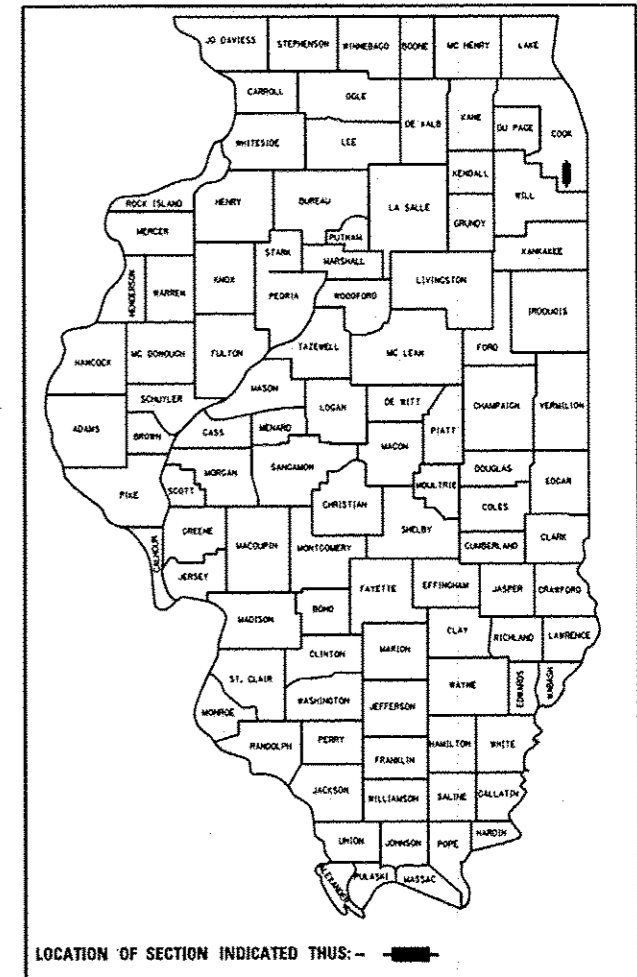 JO DAVIESS STEPHENSON WINNEBAGO BOONE MC HENRY LAKE
CARROLL OGLE DE KALB KANE DU PAGE COOK
WHITESIDE LEE
KENDALL WILL
ROCK ISLAND HENRY BUREAU LA SALLE GRUNDY
MERCER PUTNAM KANKAKEE
STARK MARSHALL
HENDERSON WARREN KNOX PEORIA WOODFORD LIVINGSTON IROQUOIS
HANCOCK MC DONOUGH FULTON TAZEWELL MC LEAN FORD
MASON
SCHUYLER LOGAN DE WITT CHAMPAIGN VERMILION
ADAMS BROWN CASS MENARD MACON PIATT
MORGAN SANGAMON DOUGLAS EDGAR
PIKE SCOTT CHRISTIAN MOULTRIE COLES
GREENE SHELBY
CALHOUN MACOUPIN MONTGOMERY CUMBERLAND CLARK
JERSEY FAYETTE EFFINGHAM JASPER CRAWFORD
MADISON BOND CLAY RICHLAND LAWRENCE
CLINTON MARION
ST. CLAIR WAYNE EDWARDS WABASH
MONROE WASHINGTON JEFFERSON
RANDOLPH PERRY HAMILTON WHITE
FRANKLIN
JACKSON WILLIAMSON SALINE GALLATIN
UNION JOHNSON POPE HARDIN
ALEXANDER PULASKI MASSAC
LOCATION OF SECTION INDICATED THUS:-